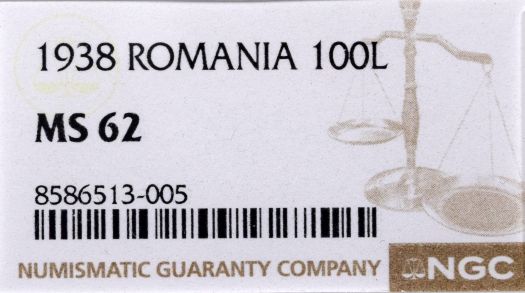 1938 ROMANIA 100L
MS 62
8586513-005
NUMISMATIC GUARANTY COMPANY
NGC